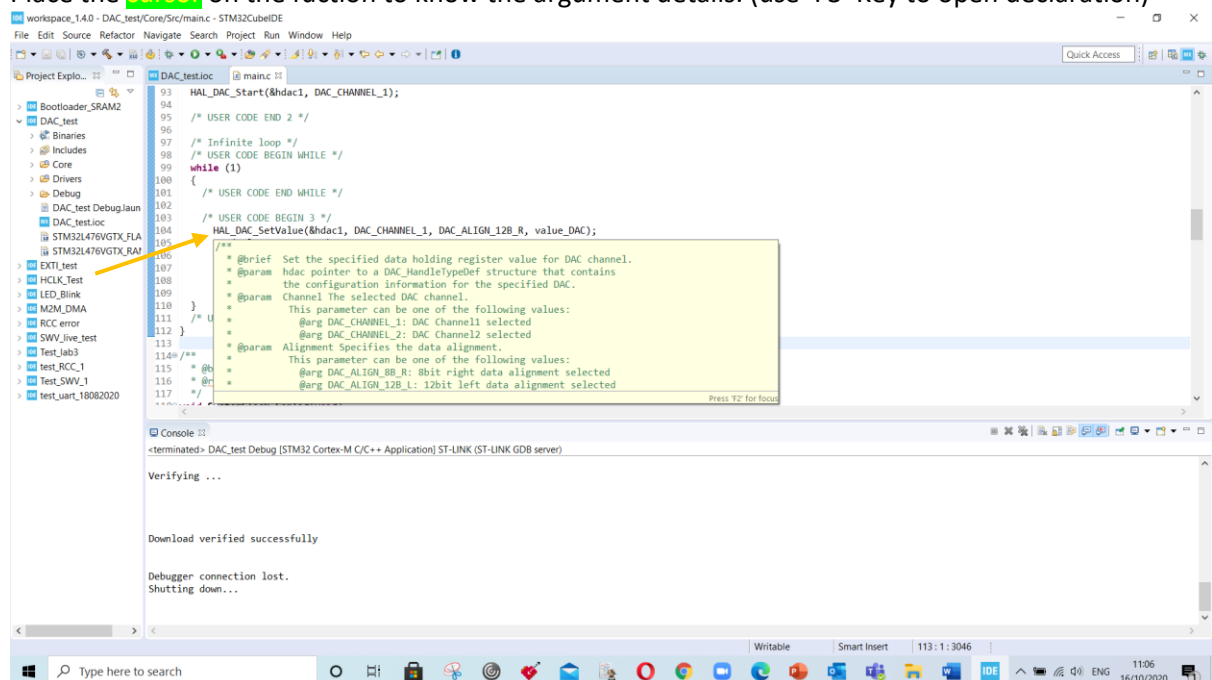 Place the cursor on the fuction to know the argument details. (use 'F3' Key to open declaration)
workspace_1.4.0 - DAC_test/Core/Src/main.c - STM32CubeIDE
File Edit Source Refactor Navigate Search Project Run Window Help
Quick Access
Project Explo...
DAC_test.ioc main.c
Bootloader_SRAM2
DAC_test
Binaries
Includes
Core
Drivers
Debug
DAC_test Debug.laun
DAC_test.ioc
STM32L476VGTX_FLA
STM32L476VGTX_RAM
EXTI_test
HCLK_Test
LED_Blink
M2M_DMA
RCC error
SWV_live_test
Test_lab3
test_RCC_1
Test_SWV_1
test_uart_18082020
93 HAL_DAC_Start(&hdac1, DAC_CHANNEL_1);
94
95 /* USER CODE END 2 */
96
97 /* Infinite loop */
98 /* USER CODE BEGIN WHILE */
99 while (1)
100 {
101 /* USER CODE END WHILE */
102
103 /* USER CODE BEGIN 3 */
104 HAL_DAC_SetValue(&hdac1, DAC_CHANNEL_1, DAC_ALIGN_12B_R, value_DAC);
105
106
107
108
109
110 }
111 /* U
112 }
113
114 /**
115 * @b
116 * @r
117 */
/**
* @brief Set the specified data holding register value for DAC channel.
* @param hdac pointer to a DAC_HandleTypeDef structure that contains
* the configuration information for the specified DAC.
* @param Channel The selected DAC channel.
* This parameter can be one of the following values:
* @arg DAC_CHANNEL_1: DAC Channel1 selected
* @arg DAC_CHANNEL_2: DAC Channel2 selected
* @param Alignment Specifies the data alignment.
* This parameter can be one of the following values:
* @arg DAC_ALIGN_8B_R: 8bit right data alignment selected
* @arg DAC_ALIGN_12B_L: 12bit left data alignment selected
Press 'F2' for focus
Console
<terminated> DAC_test Debug [STM32 Cortex-M C/C++ Application] ST-LINK (ST-LINK GDB server)
Verifying ...
Download verified successfully
Debugger connection lost.
Shutting down...
Writable Smart Insert 113 : 1 : 3046
Type here to search
IDE
ENG
11:06
16/10/2020